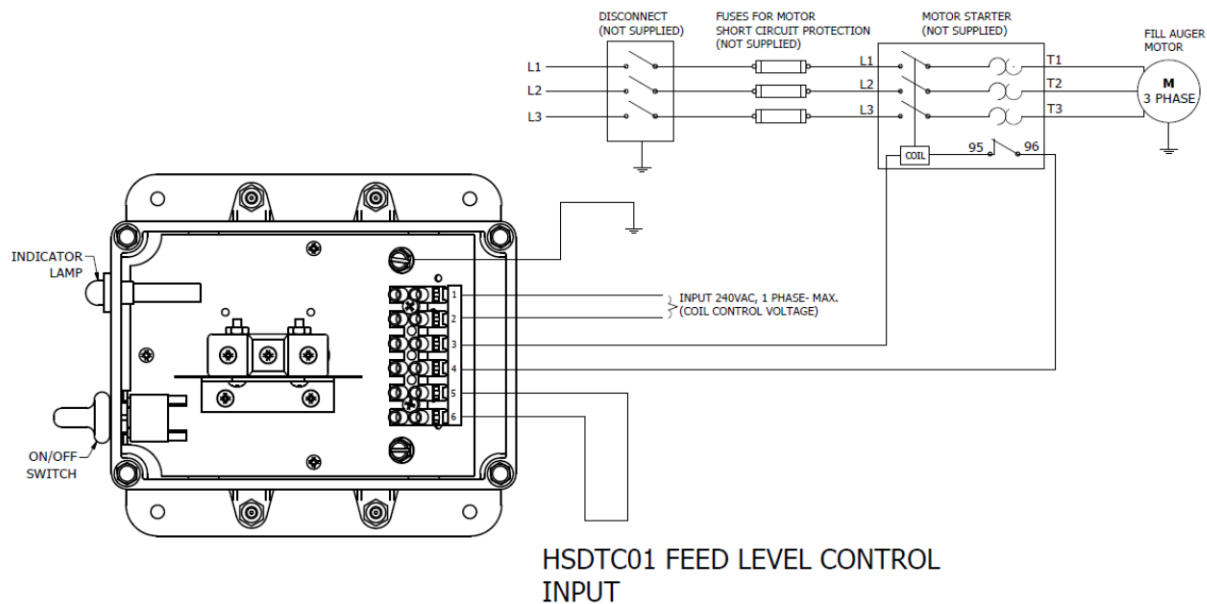 DISCONNECT
(NOT SUPPLIED)
FUSES FOR MOTOR
SHORT CIRCUIT PROTECTION
(NOT SUPPLIED)
MOTOR STARTER
(NOT SUPPLIED)
FILL AUGER
MOTOR
L1
L1
T1
L2
L2
T2
M
3 PHASE
L3
L3
T3
COIL
95
96
INDICATOR
LAMP
1
2
3
4
5
6
INPUT 240VAC, 1 PHASE- MAX.
(COIL CONTROL VOLTAGE)
ON/OFF
SWITCH
HSDTC01 FEED LEVEL CONTROL
INPUT